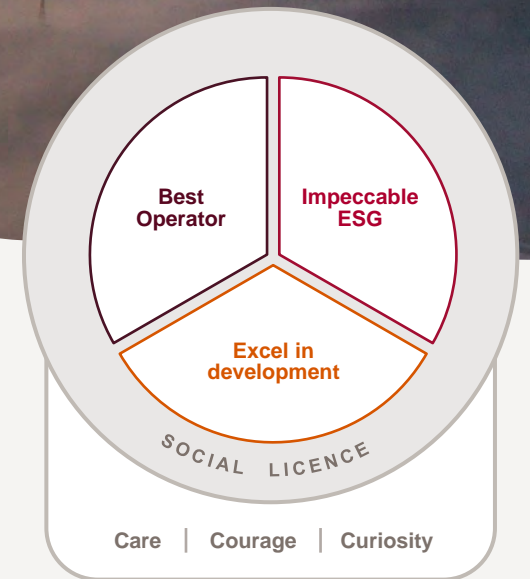 Best
Operator
Impeccable
ESG
Excel in
development
SOCIAL LICENCE
Care | Courage | Curiosity